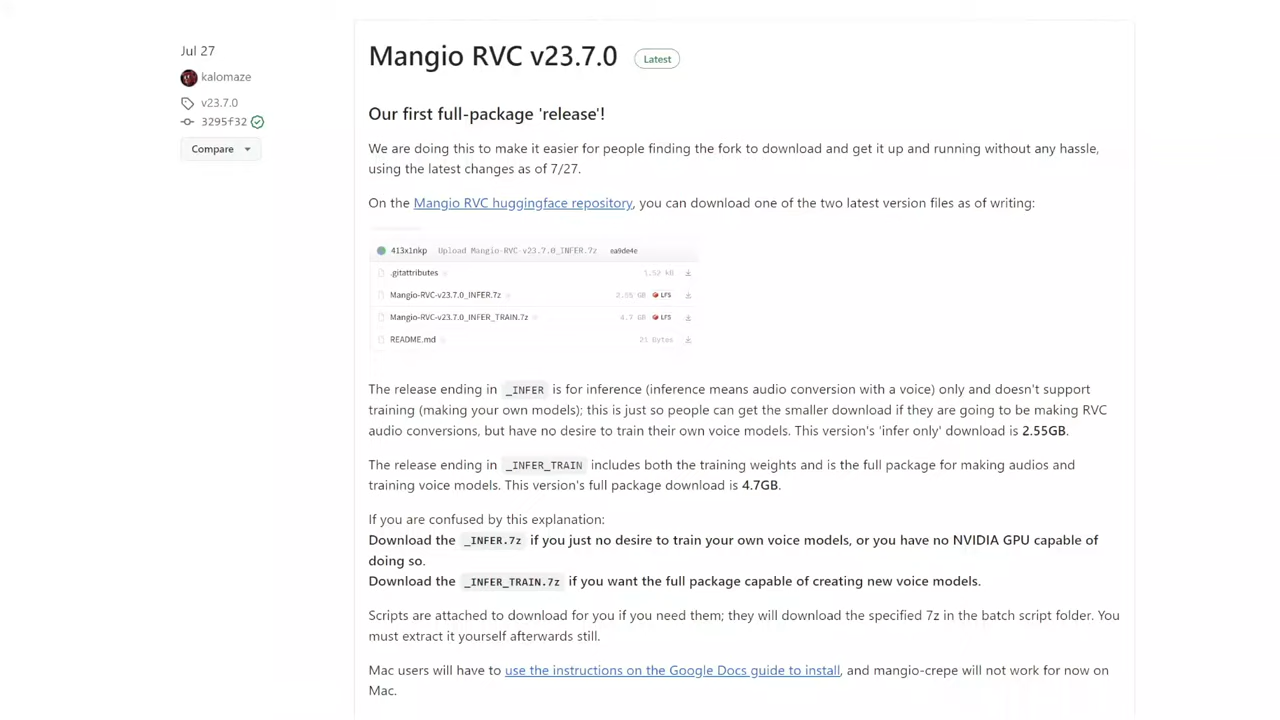 Jul 27
kalomaze
v23.7.0
3295f32
Compare
Mangio RVC v23.7.0 Latest
Our first full-package 'release'!
We are doing this to make it easier for people finding the fork to download and get it up and running without any hassle,
using the latest changes as of 7/27.
On the Mangio RVC huggingface repository, you can download one of the two latest version files as of writing:
413x1nkp Upload Mangio-RVC-v23.7.0_INFER.7z ea9de4e
.gitattributes 1.52 kB
Mangio-RVC-v23.7.0_INFER.7z 2.55 GB LFS
Mangio-RVC-v23.7.0_INFER_TRAIN.7z 4.7 GB LFS
README.md 21 Bytes
The release ending in _INFER is for inference (inference means audio conversion with a voice) only and doesn't support
training (making your own models); this is just so people can get the smaller download if they are going to be making RVC
audio conversions, but have no desire to train their own voice models. This version's 'infer only' download is 2.55GB.
The release ending in _INFER_TRAIN includes both the training weights and is the full package for making audios and
training voice models. This version's full package download is 4.7GB.
If you are confused by this explanation:
Download the _INFER.7z if you just no desire to train your own voice models, or you have no NVIDIA GPU capable of
doing so.
Download the _INFER_TRAIN.7z if you want the full package capable of creating new voice models.
Scripts are attached to download for you if you need them; they will download the specified 7z in the batch script folder. You
must extract it yourself afterwards still.
Mac users will have to use the instructions on the Google Docs guide to install, and mangio-crepe will not work for now on
Mac.